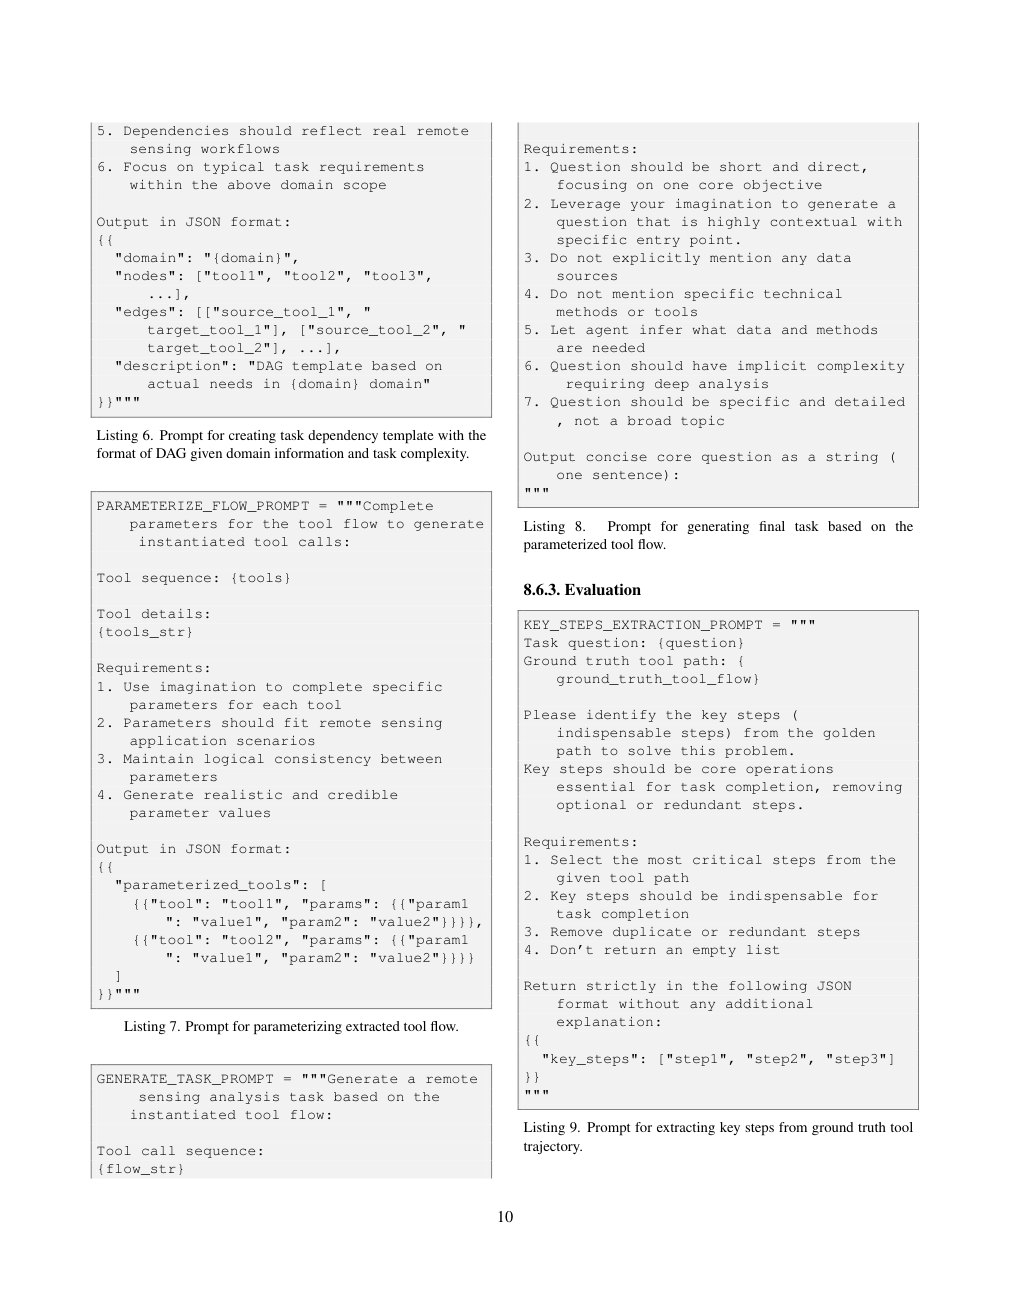 5. Dependencies should reflect real remote
sensing workflows
6. Focus on typical task requirements
within the above domain scope
Output in JSON format:
{{
"domain": "{domain}",
"nodes": ["tool1", "tool2", "tool3",
...],
"edges": [["source_tool_1", "
target_tool_1"], ["source_tool_2", "
target_tool_2"], ...],
"description": "DAG template based on
actual needs in {domain} domain"
}}"""
Listing 6. Prompt for creating task dependency template with the
format of DAG given domain information and task complexity.
PARAMETERIZE_FLOW_PROMPT = """Complete
parameters for the tool flow to generate
instantiated tool calls:
Tool sequence: {tools}
Tool details:
{tools_str}
Requirements:
1. Use imagination to complete specific
parameters for each tool
2. Parameters should fit remote sensing
application scenarios
3. Maintain logical consistency between
parameters
4. Generate realistic and credible
parameter values
Output in JSON format:
{{
"parameterized_tools": [
{{"tool": "tool1", "params": {{"param1
": "value1", "param2": "value2"}}}},
{{"tool": "tool2", "params": {{"param1
": "value1", "param2": "value2"}}}}
]
}}"""
Listing 7. Prompt for parameterizing extracted tool flow.
GENERATE_TASK_PROMPT = """Generate a remote
sensing analysis task based on the
instantiated tool flow:
Tool call sequence:
{flow_str}
Requirements:
1. Question should be short and direct,
focusing on one core objective
2. Leverage your imagination to generate a
question that is highly contextual with
specific entry point.
3. Do not explicitly mention any data
sources
4. Do not mention specific technical
methods or tools
5. Let agent infer what data and methods
are needed
6. Question should have implicit complexity
requiring deep analysis
7. Question should be specific and detailed
, not a broad topic
Output concise core question as a string (
one sentence):
"""
Listing 8. Prompt for generating final task based on the
parameterized tool flow.
8.6.3. Evaluation
KEY_STEPS_EXTRACTION_PROMPT = """
Task question: {question}
Ground truth tool path: {
ground_truth_tool_flow}
Please identify the key steps (
indispensable steps) from the golden
path to solve this problem.
Key steps should be core operations
essential for task completion, removing
optional or redundant steps.
Requirements:
1. Select the most critical steps from the
given tool path
2. Key steps should be indispensable for
task completion
3. Remove duplicate or redundant steps
4. Don't return an empty list
Return strictly in the following JSON
format without any additional
explanation:
{{
"key_steps": ["step1", "step2", "step3"]
}}
"""
Listing 9. Prompt for extracting key steps from ground truth tool
trajectory.
10